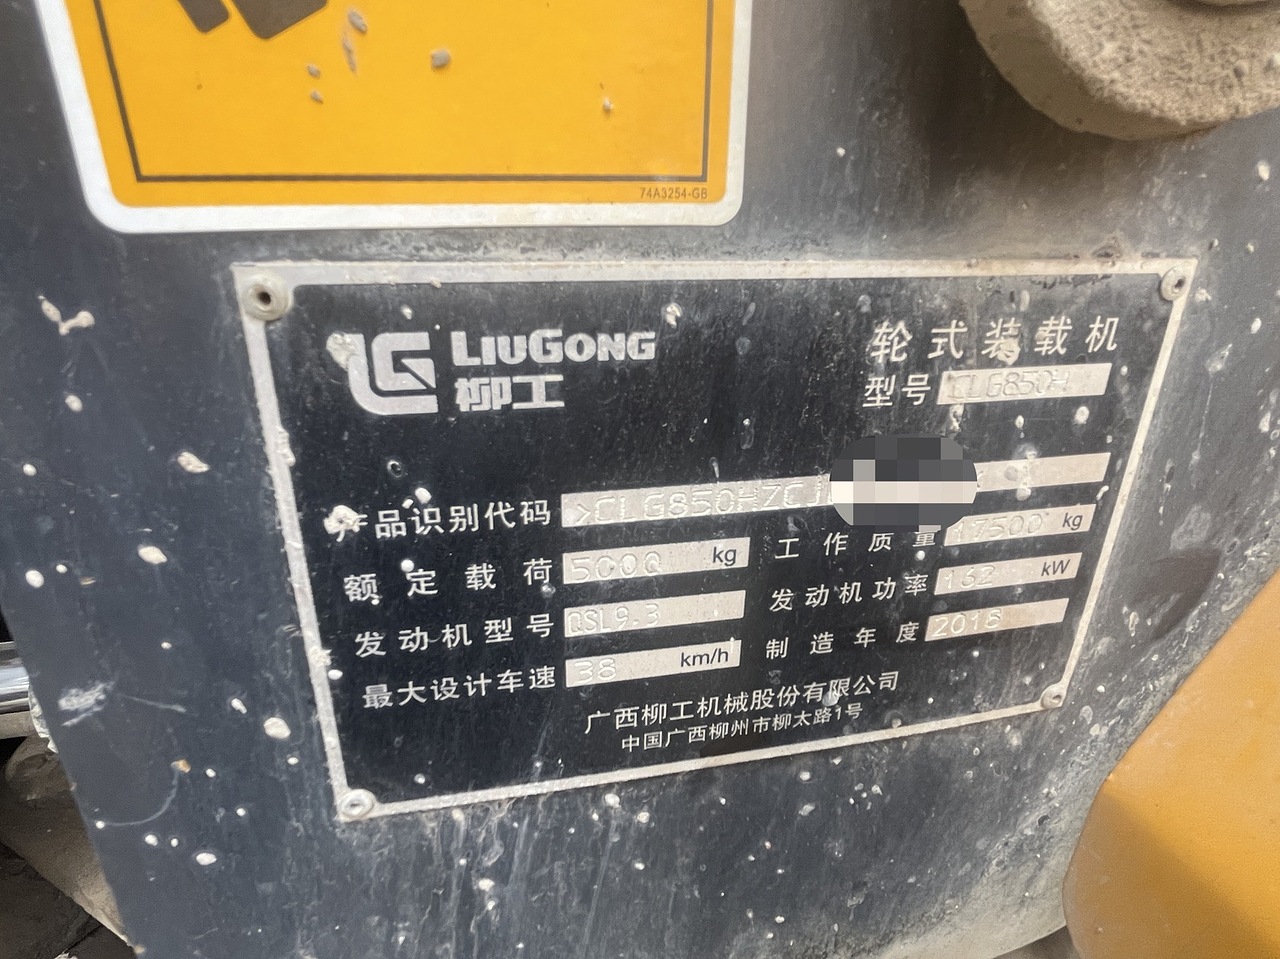 74A3254-GB
LIUGONG
柳工
轮式装载机
型号 CLG850H
产品识别代码 >CLG850HZCJ
额定载荷 5000 kg
工作质量 17500 kg
发动机型号 QSL9.3
发动机功率 162 kW
最大设计车速 38 km/h
制造年度 2018
广西柳工机械股份有限公司
中国广西柳州市柳太路1号